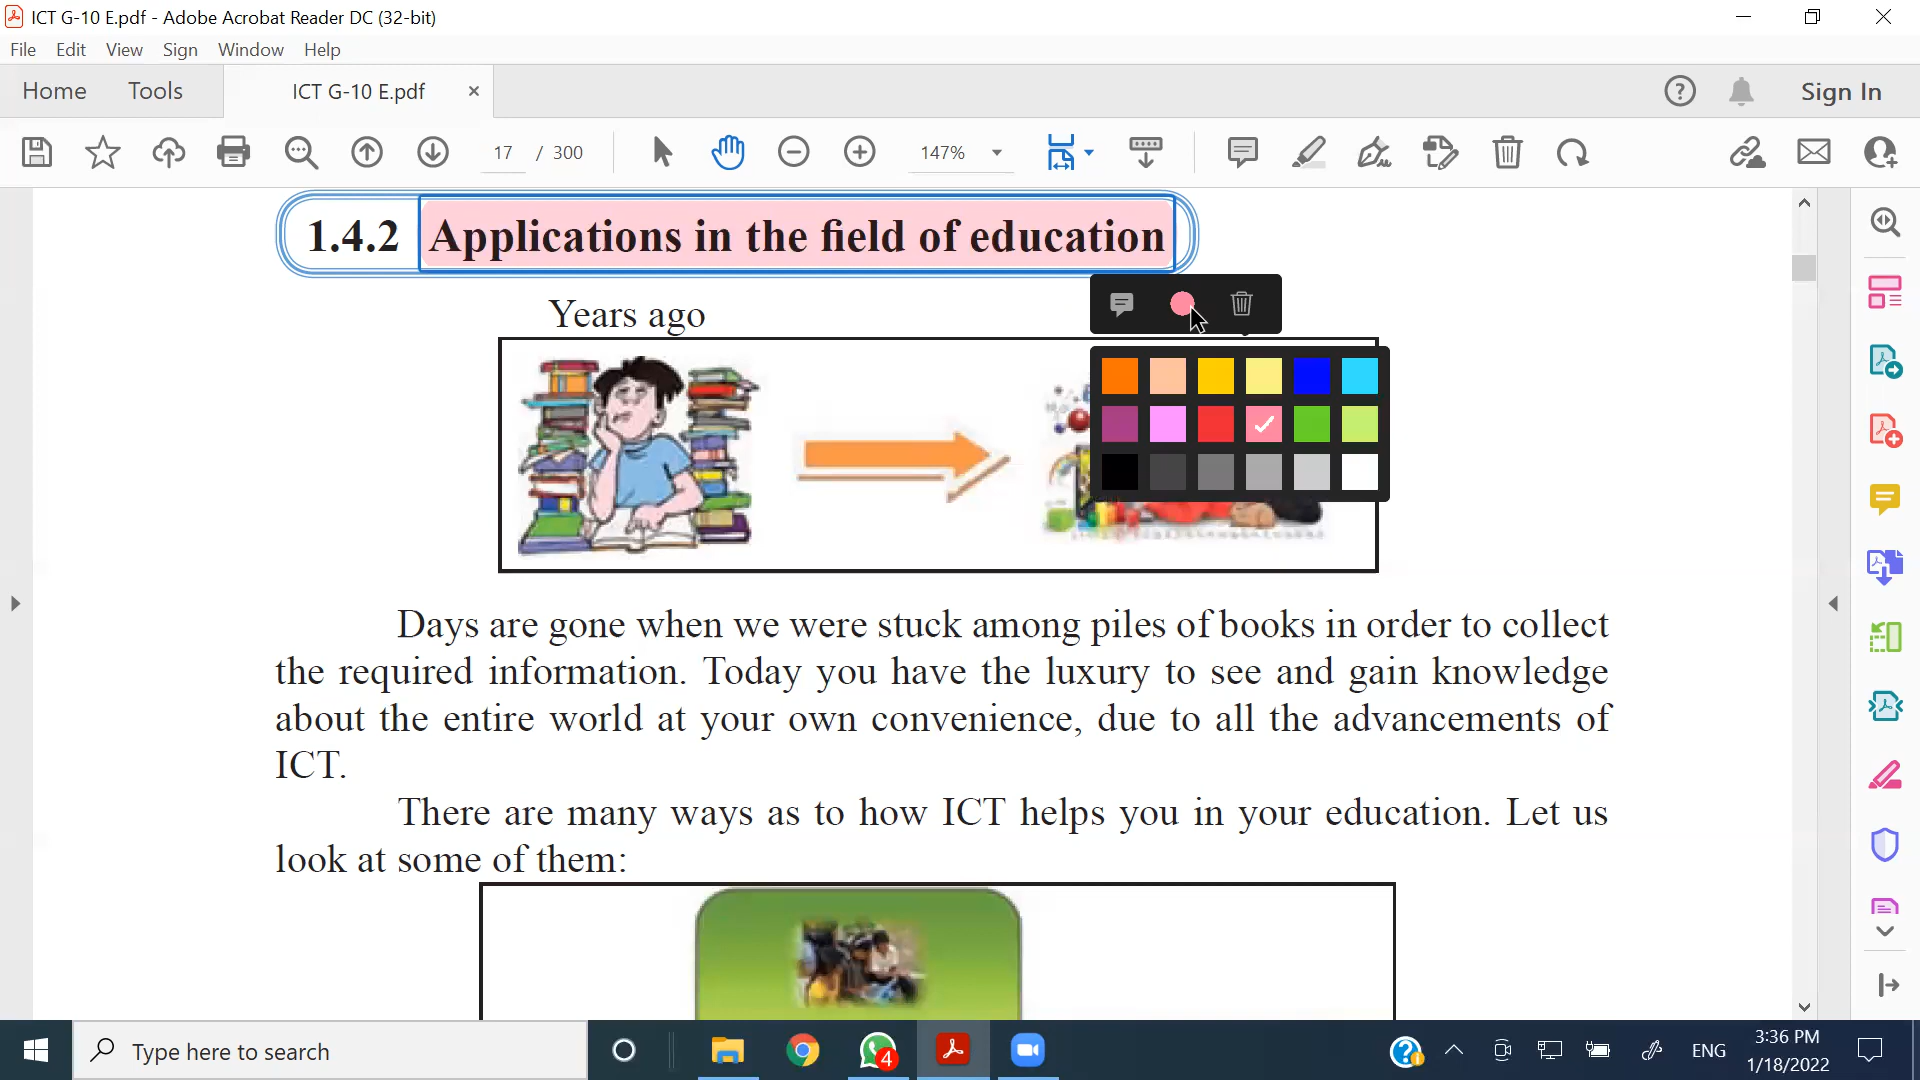 ICT G-10 E.pdf - Adobe Acrobat Reader DC (32-bit)
File Edit View Sign Window Help
Home Tools ICT G-10 E.pdf × Sign In
17 / 300 147%
1.4.2 Applications in the field of education
Years ago
Days are gone when we were stuck among piles of books in order to collect
the required information. Today you have the luxury to see and gain knowledge
about the entire world at your own convenience, due to all the advancements of
ICT.
There are many ways as to how ICT helps you in your education. Let us
look at some of them:
Type here to search
4
ENG
3:36 PM
1/18/2022